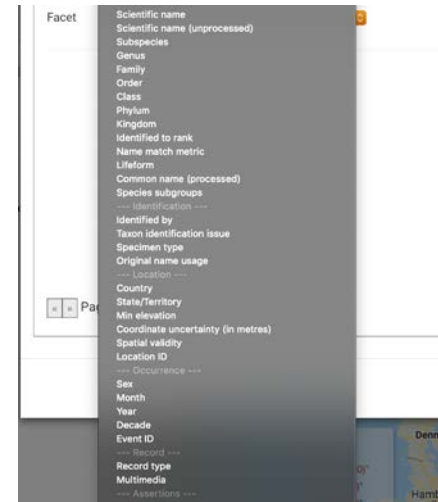 Facet
Scientific name
Scientific name (unprocessed)
Subspecies
Genus
Family
Order
Class
Phylum
Kingdom
Identified to rank
Name match metric
Lifeform
Common name (processed)
Species subgroups
--- Identification ---
Identified by
Taxon identification issue
Specimen type
Original name usage
--- Location ---
Country
State/Territory
Min elevation
Coordinate uncertainty (in metres)
Spatial validity
Location ID
--- Occurrence ---
Sex
Month
Year
Decade
Event ID
--- Record ---
Record type
Multimedia
--- Assertions ---
« » Pag
Denn
0)"
Hamb